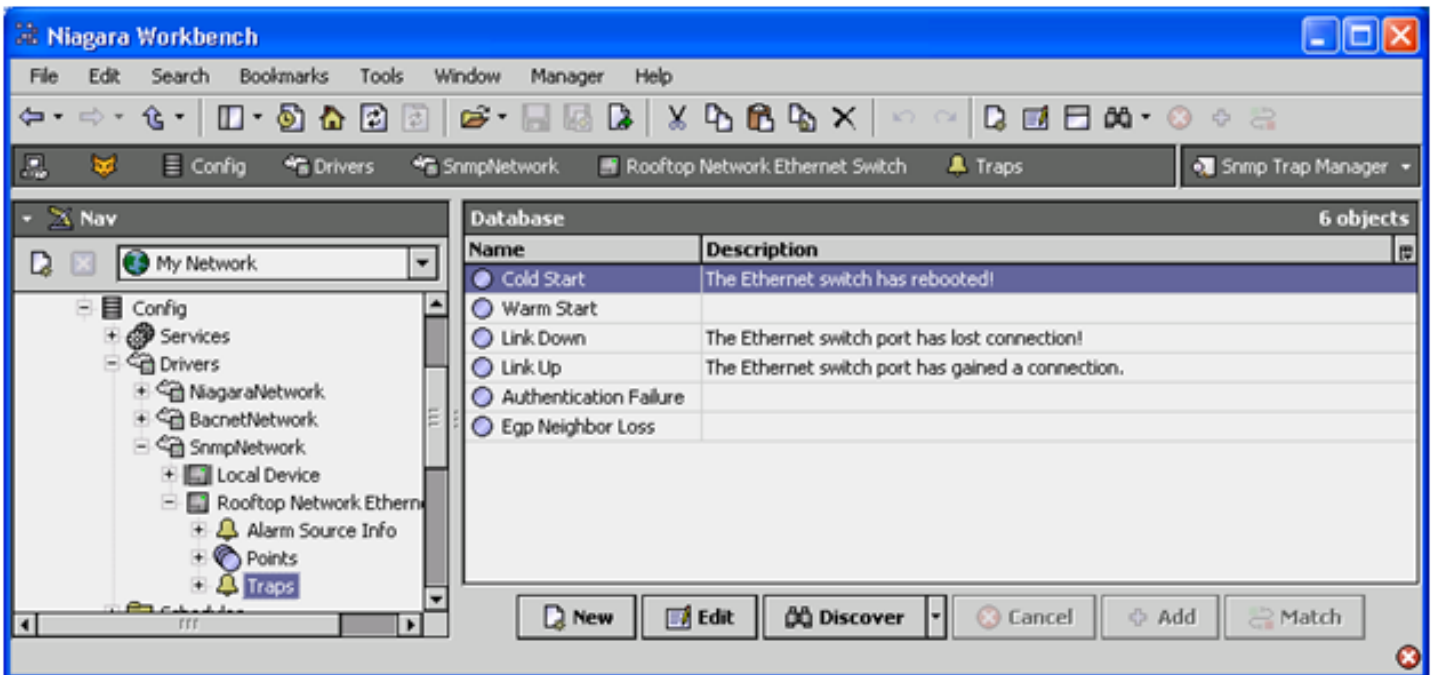 Niagara Workbench
File Edit Search Bookmarks Tools Window Manager Help
Config Drivers SnmpNetwork Rooftop Network Ethernet Switch Traps Snmp Trap Manager
Nav
My Network
Config
Services
Drivers
NiagaraNetwork
BacnetNetwork
SnmpNetwork
Local Device
Rooftop Network Ethern
Alarm Source Info
Points
Traps
Database 6 objects
Name Description
Cold Start The Ethernet switch has rebooted!
Warm Start
Link Down The Ethernet switch port has lost connection!
Link Up The Ethernet switch port has gained a connection.
Authentication Failure
Egp Neighbor Loss
New Edit Discover Cancel Add Match